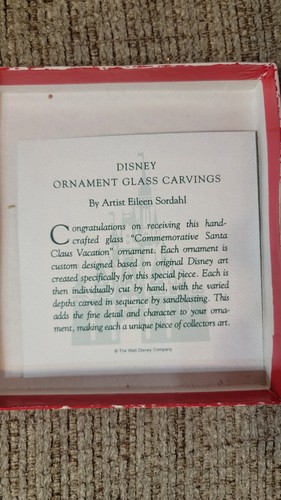 DISNEY
ORNAMENT GLASS CARVINGS
By Artist Eileen Sordahl
Congratulations on receiving this hand-
crafted glass "Commemorative Santa
Claus Vacation" ornament. Each ornament is
custom designed based on original Disney art
created specifically for this special piece. Each is
then individually cut by hand, with the varied
depths carved in sequence by sandblasting. This
adds the fine detail and character to your orna-
ment, making each a unique piece of collectors art.
© The Walt Disney Company